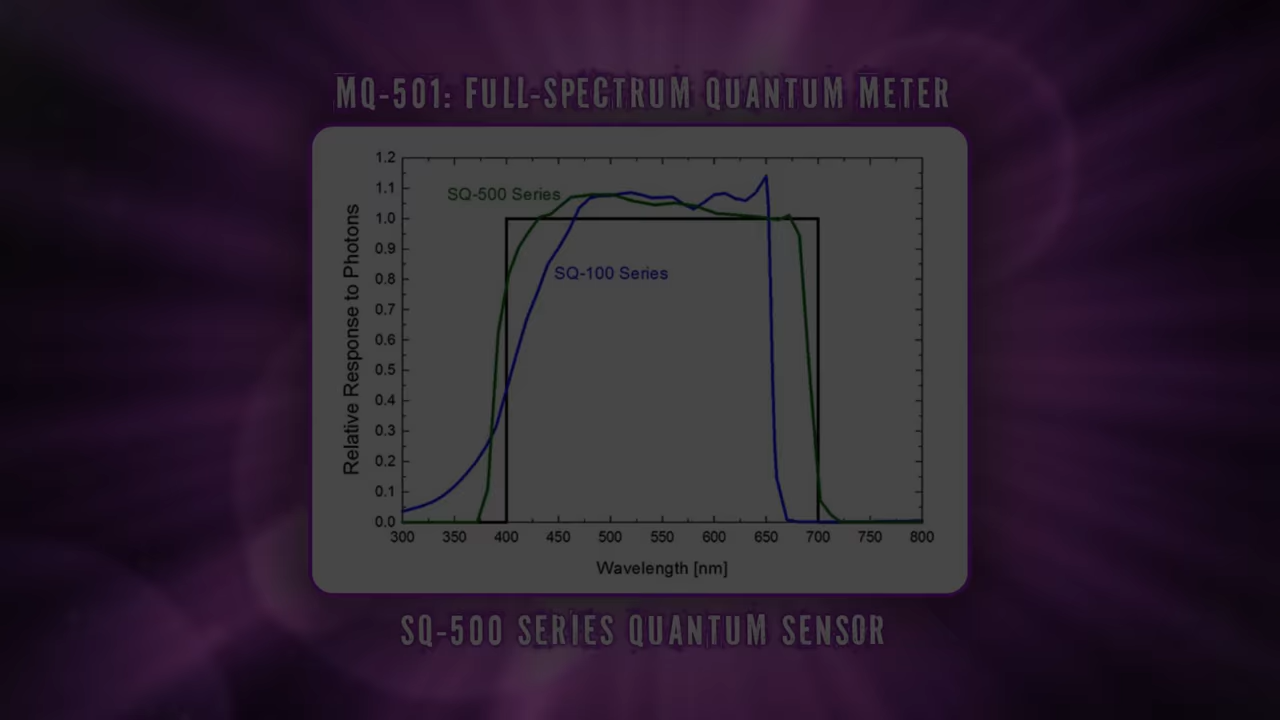 MQ-501: FULL-SPECTRUM QUANTUM METER
1.2
1.1
1.0
0.9
0.8
0.7
0.6
0.5
0.4
0.3
0.2
0.1
0.0
Relative Response to Photons
SQ-500 Series
SQ-100 Series
300 350 400 450 500 550 600 650 700 750 800
Wavelength [nm]
SQ-500 SERIES QUANTUM SENSOR